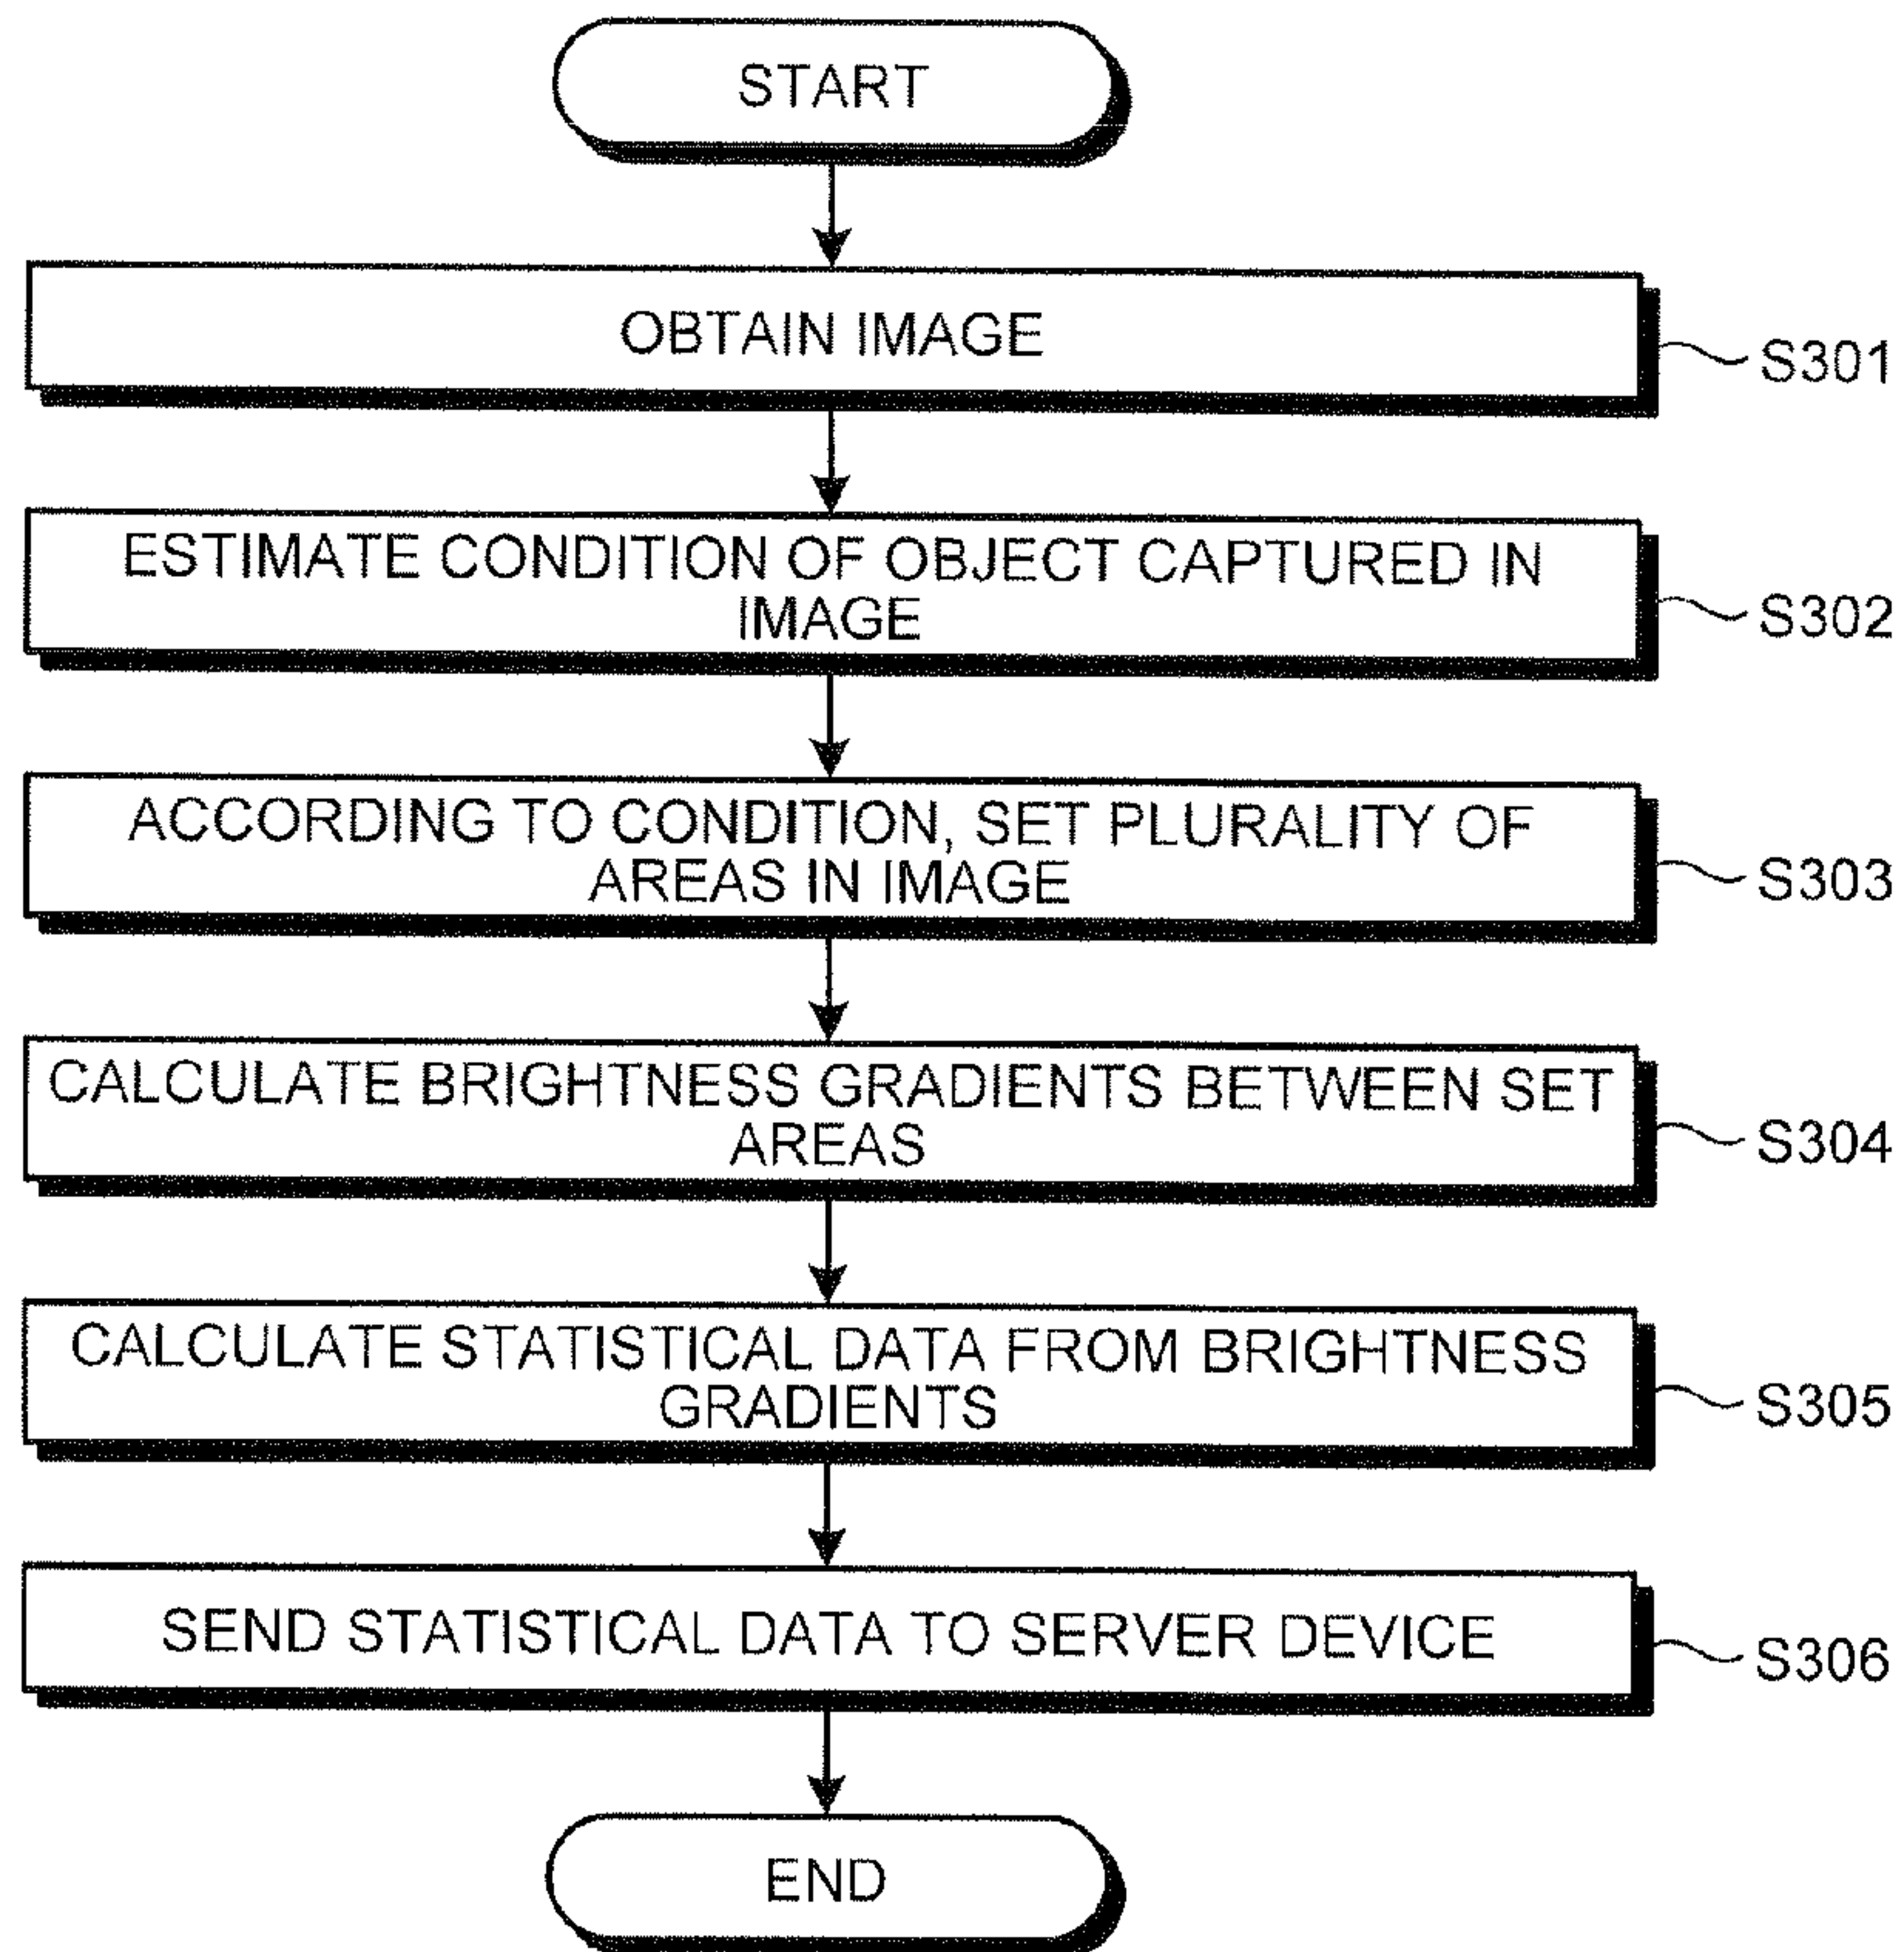 START
OBTAIN IMAGE
S301
ESTIMATE CONDITION OF OBJECT CAPTURED IN
IMAGE
S302
ACCORDING TO CONDITION, SET PLURALITY OF
AREAS IN IMAGE
S303
CALCULATE BRIGHTNESS GRADIENTS BETWEEN SET
AREAS
S304
CALCULATE STATISTICAL DATA FROM BRIGHTNESS
GRADIENTS
S305
SEND STATISTICAL DATA TO SERVER DEVICE
S306
END